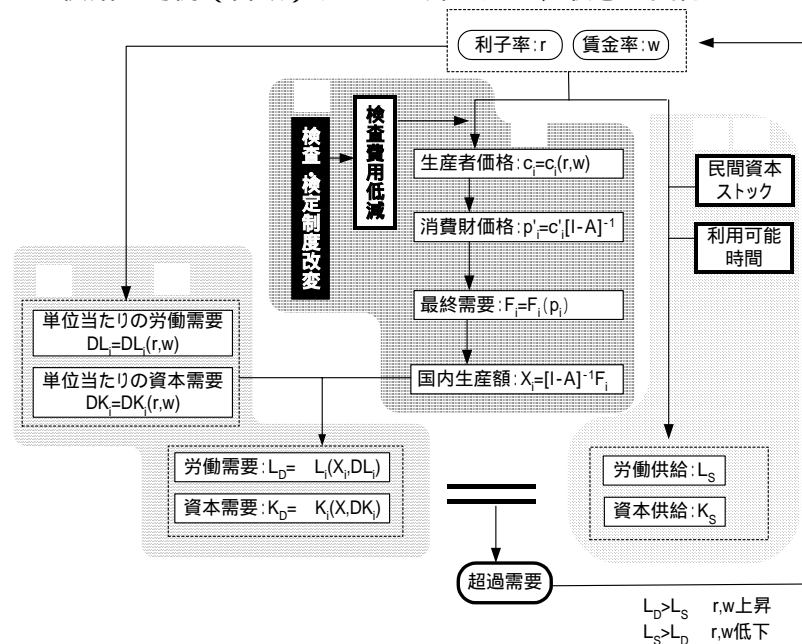 利子率:r
賃金率:w
検査・検定制度改変
検査費用低減
生産者価格:ci=ci(r,w)
消費財価格:p'i=c'i[I-A]-1
最終需要:Fi=Fi(pi)
国内生産額:Xi=[I-A]-1Fi
民間資本
ストック
利用可能
時間
単位当たりの労働需要
DLi=DLi(r,w)
単位当たりの資本需要
DKi=DKi(r,w)
労働需要:LD= Li(Xi,DLi)
資本需要:KD= Ki(X,DKi)
労働供給:LS
資本供給:KS
超過需要
LD>LS r,w上昇
LS>LD r,w低下